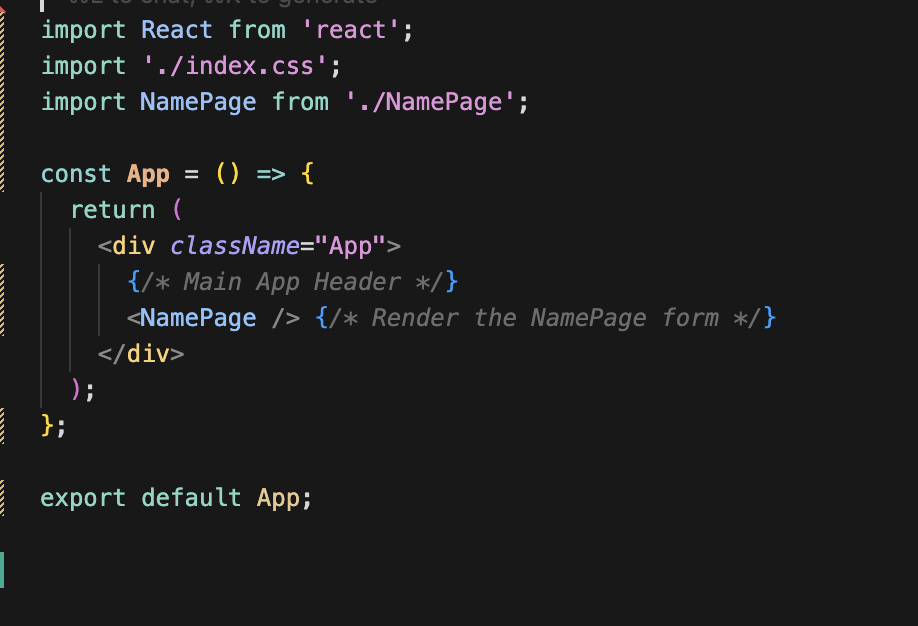 import React from 'react';
import './index.css';
import NamePage from './NamePage';
const App = () => {
return (
<div className="App">
{/* Main App Header */}
<NamePage /> {/* Render the NamePage form */}
</div>
);
};
export default App;